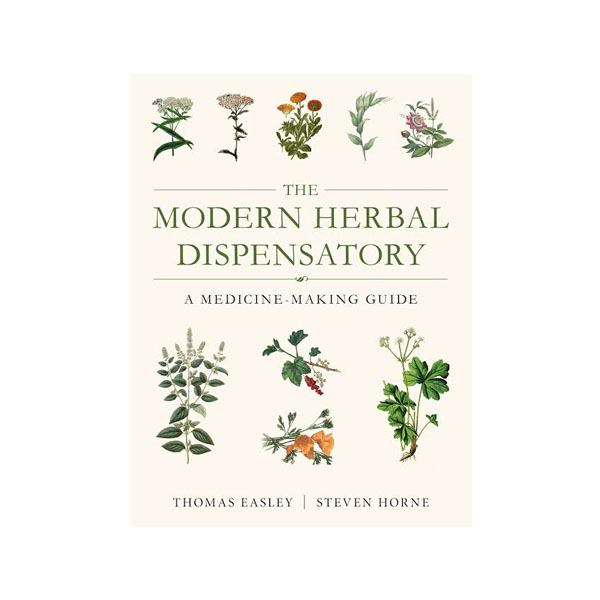 THE
MODERN HERBAL
DISPENSATORY
A MEDICINE-MAKING GUIDE
THOMAS EASLEY | STEVEN HORNE